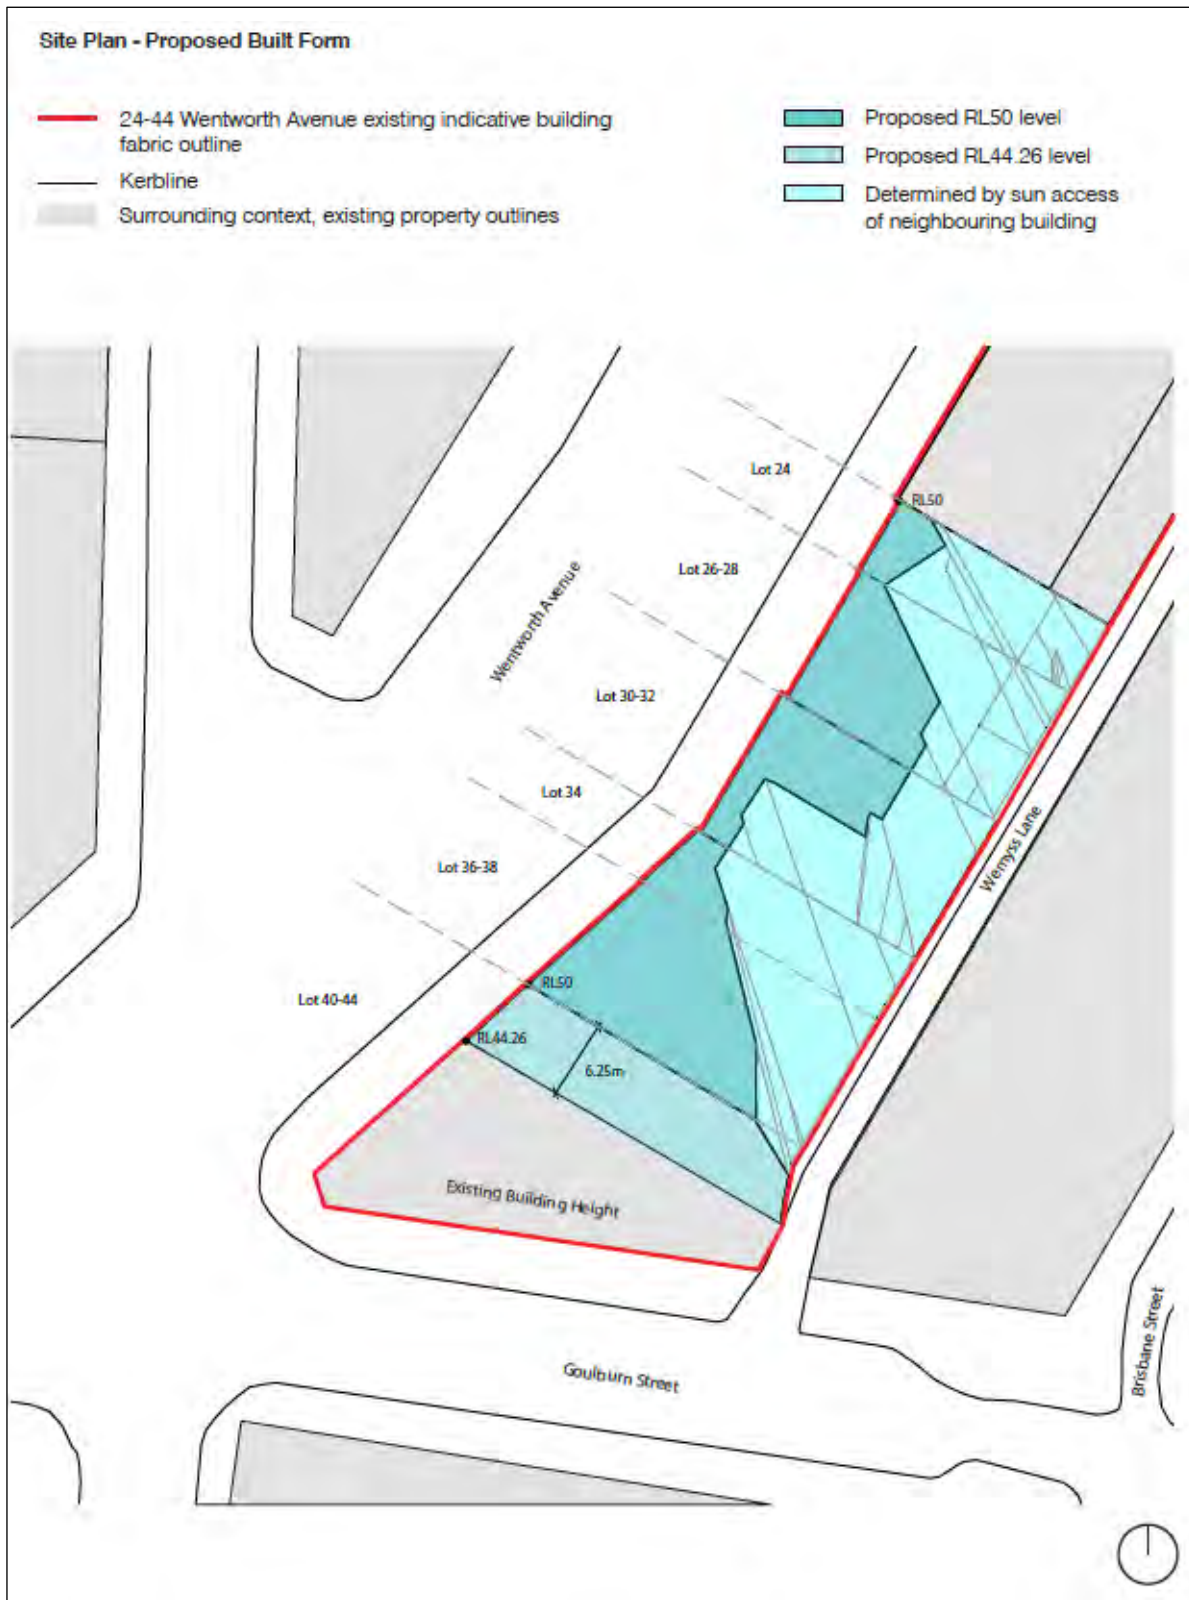 Site Plan - Proposed Built Form
24-44 Wentworth Avenue existing indicative building
fabric outline
Kerbline
Surrounding context, existing property outlines
Proposed RL50 level
Proposed RL44.26 level
Determined by sun access
of neighbouring building
Lot 24
RL50
Lot 26-28
Wentworth Avenue
Lot 30-32
Lot 34
Wemyss Lane
Lot 36-38
RL50
Lot 40-44
RL44.26
6.25m
Existing Building Height
Goulburn Street
Brisbane Street